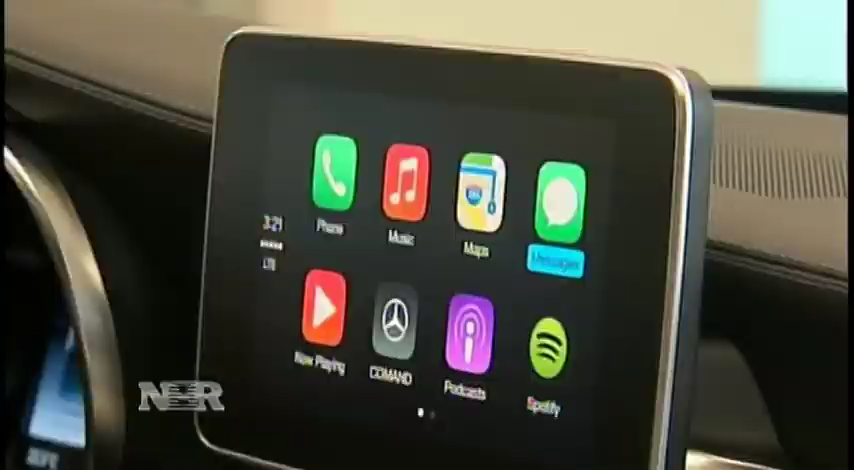 Phone
Music
Maps
Messages
3:21
LTE
Now Playing
COMAND
Podcasts
Spotify
NBR